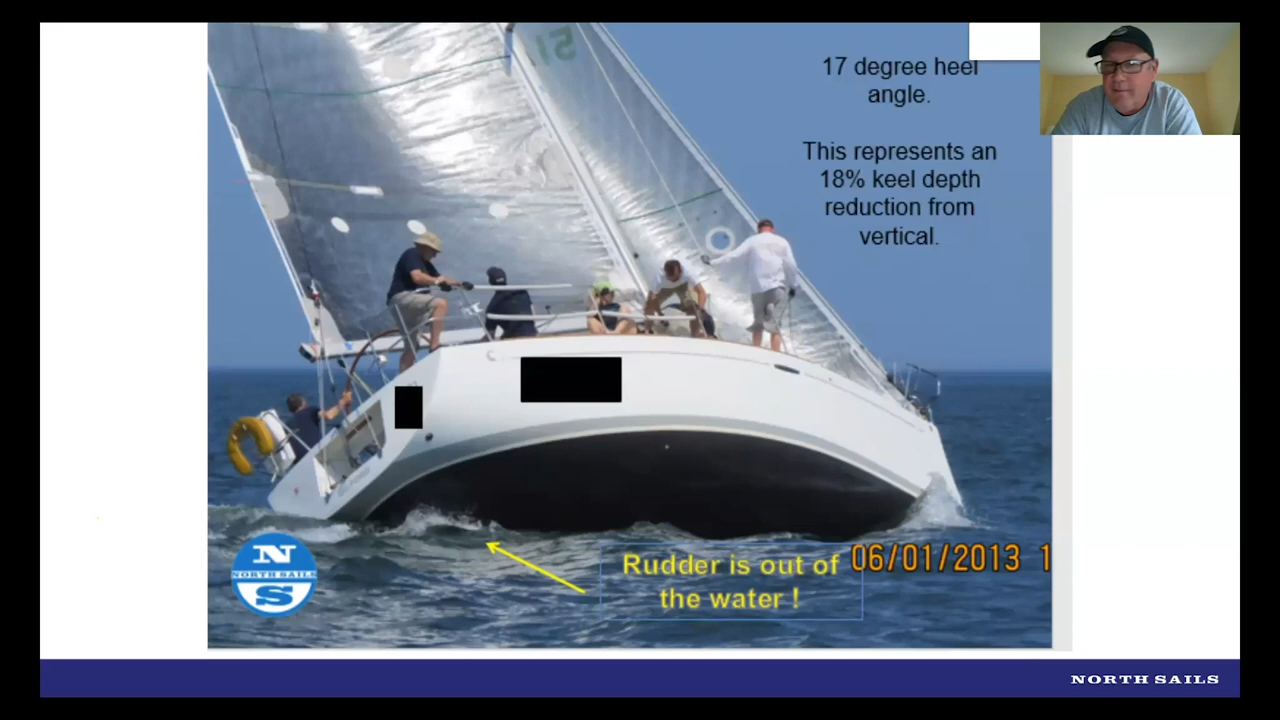 17 degree heel
angle.
This represents an
18% keel depth
reduction from
vertical.
Rudder is out of
the water !
06/01/2013 1
N
NORTH SAILS
S
NORTH SAILS